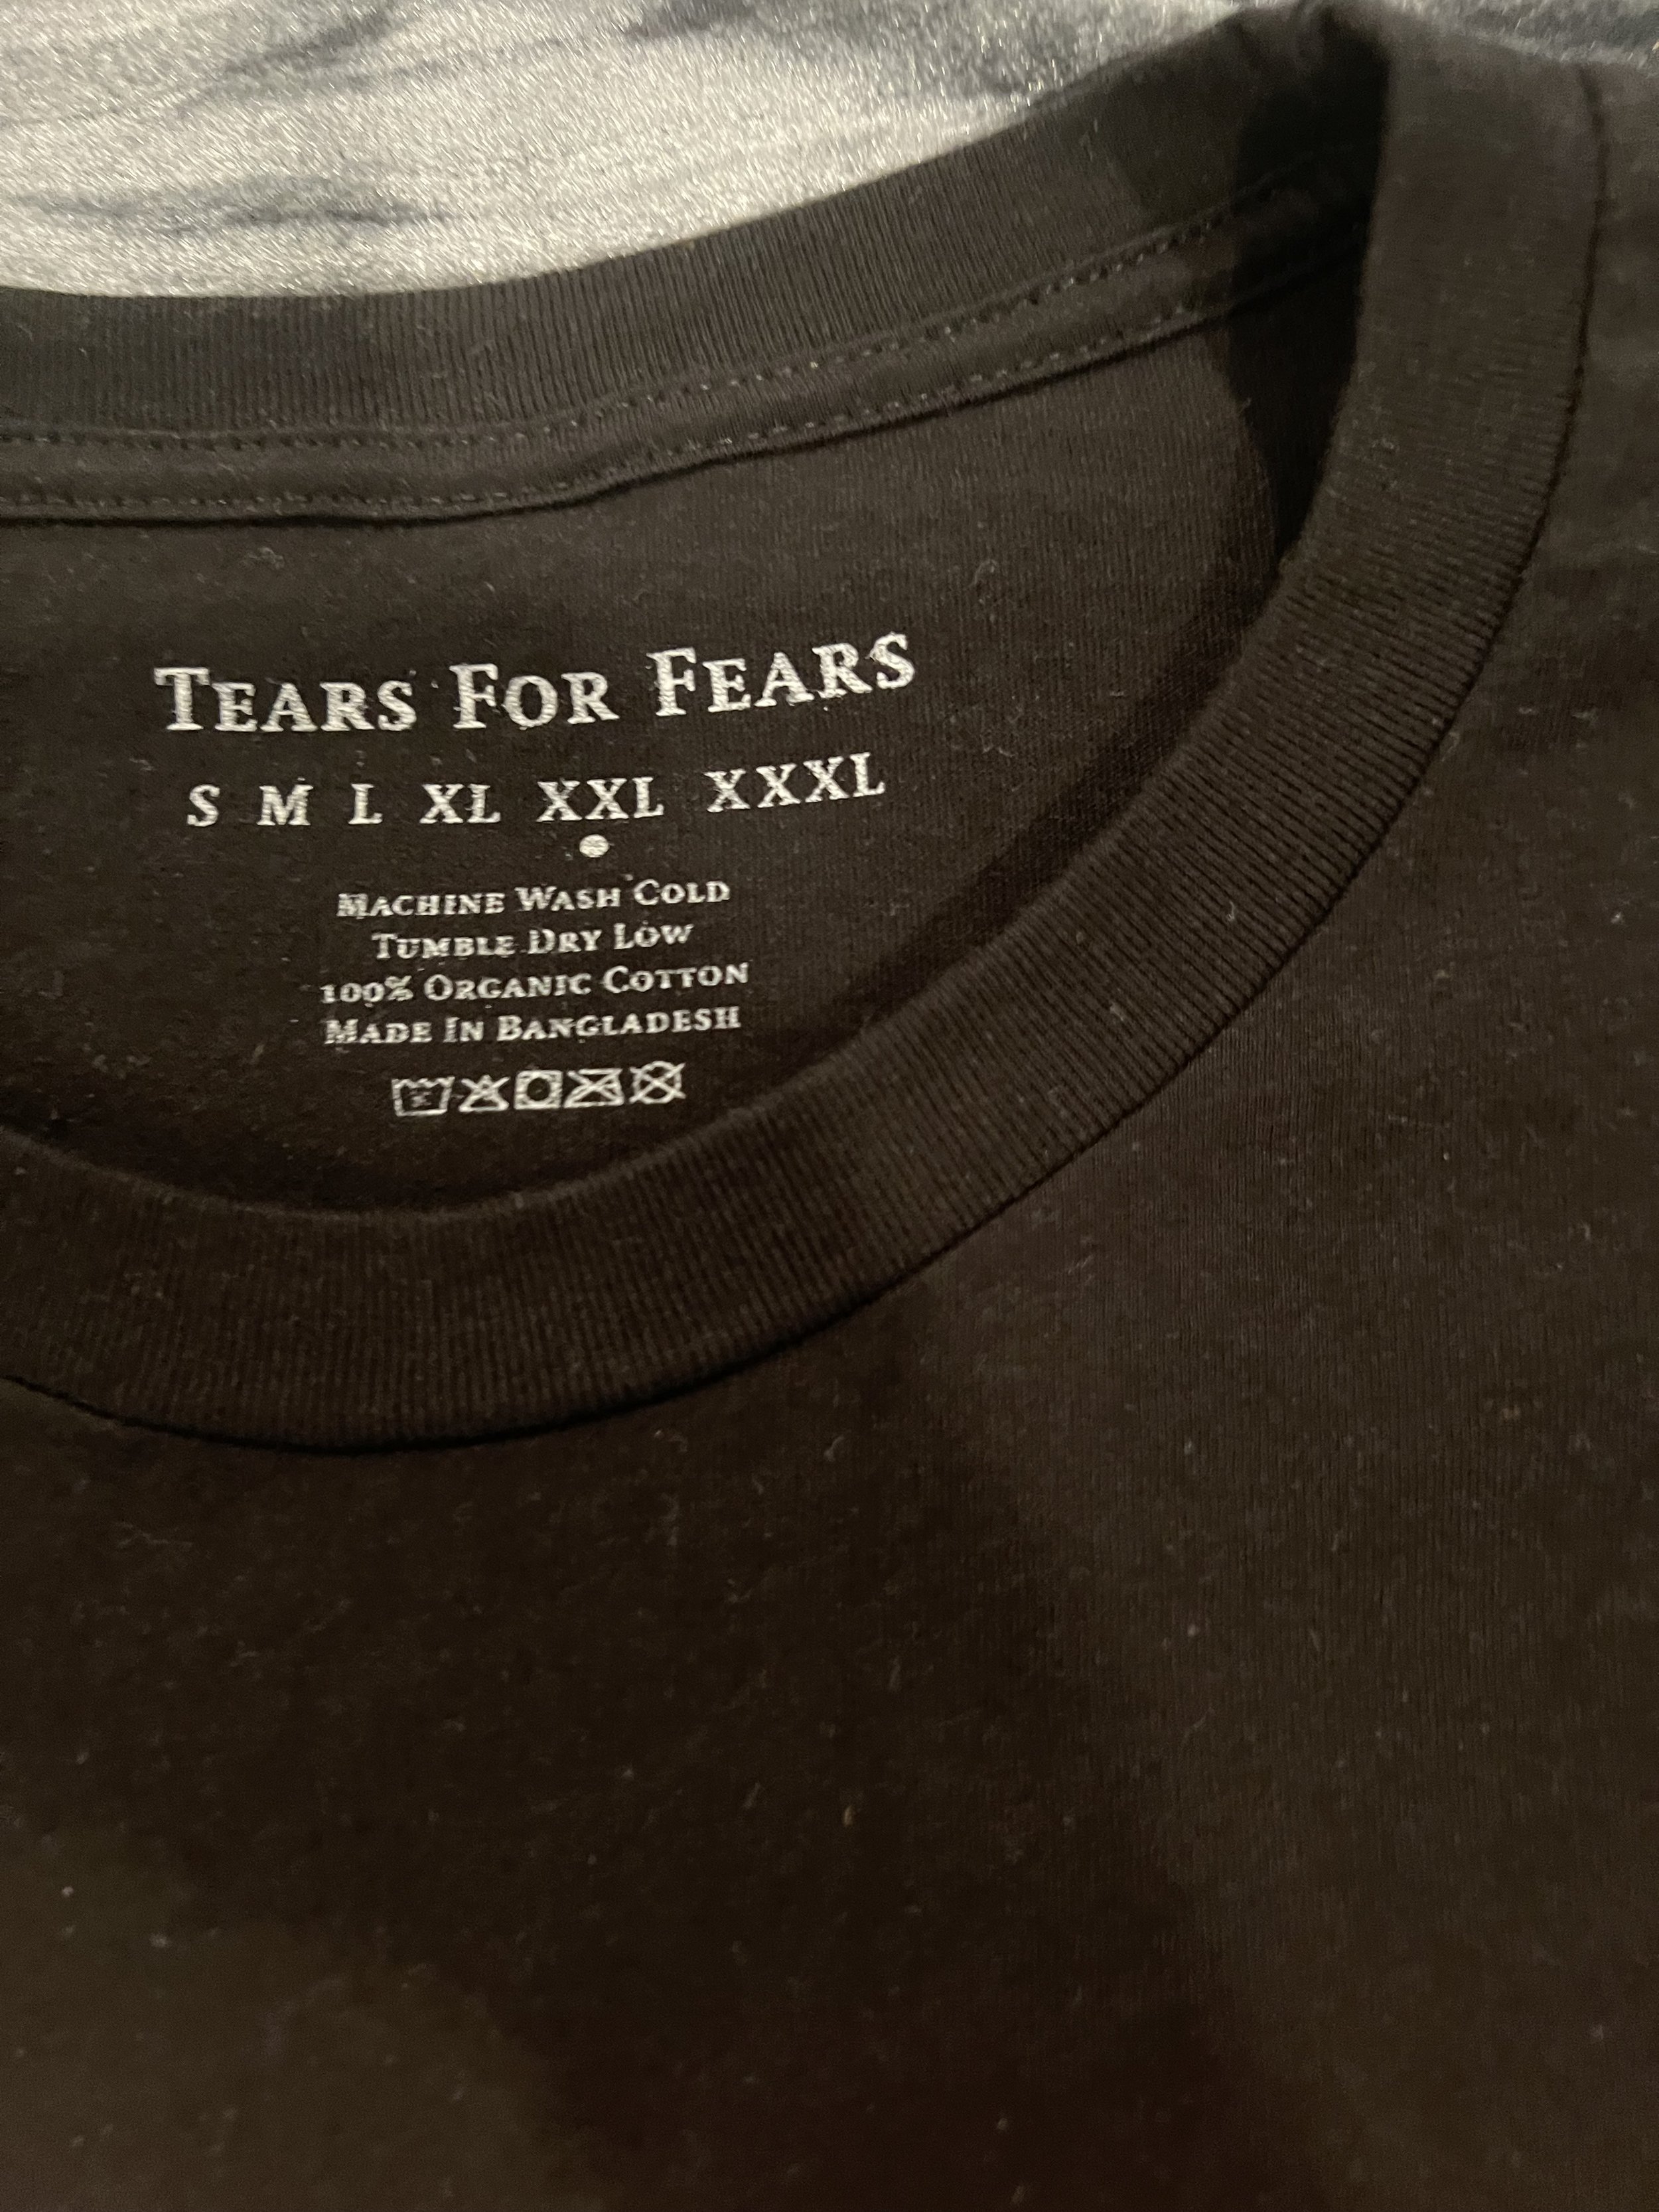 TEARS FOR FEARS
S M L XL XXL XXXL
MACHINE WASH COLD
TUMBLE DRY LOW
100% ORGANIC COTTON
MADE IN BANGLADESH